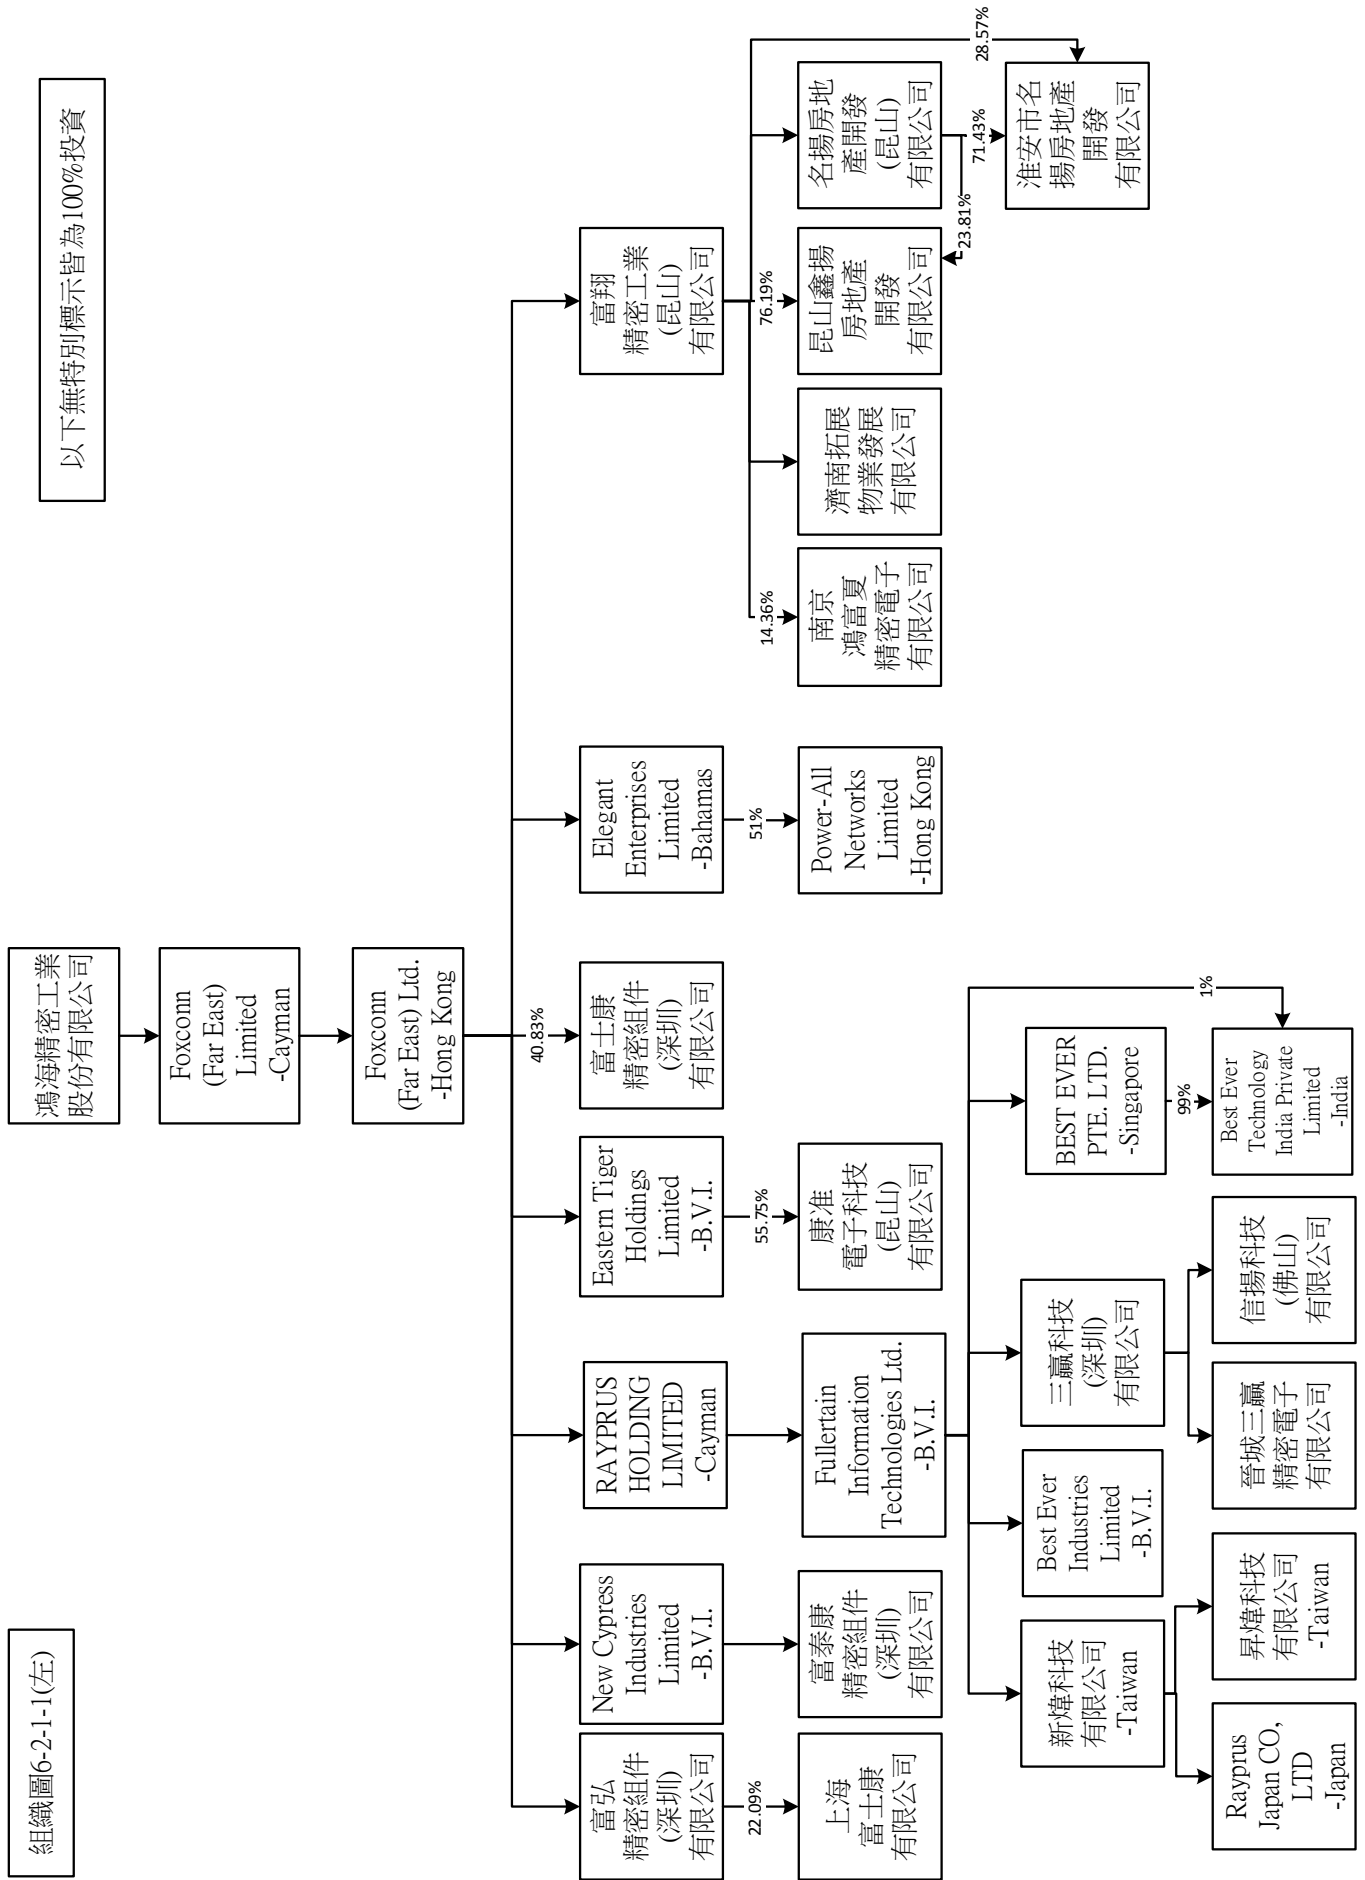 組織圖6-2-1-1(左)
以下無特別標示皆為100%投資
鴻海精密工業
股份有限公司
Foxconn
(Far East)
Limited
-Cayman
Foxconn
(Far East) Ltd.
-Hong Kong
40.83%
富弘
精密組件
(深圳)
有限公司
New Cypress
Industries
Limited
-B.V.I.
RAYPRUS
HOLDING
LIMITED
-Cayman
Eastern Tiger
Holdings
Limited
-B.V.I.
富士康
精密組件
(深圳)
有限公司
Elegant
Enterprises
Limited
-Bahamas
富翔
精密工業
(昆山)
有限公司
22.09%
55.75%
51%
14.36%
76.19%
28.57%
上海
富士康
有限公司
富泰康
精密組件
(深圳)
有限公司
Fullertain
Information
Technologies Ltd.
-B.V.I.
康准
電子科技
(昆山)
有限公司
Power-All
Networks
Limited
-Hong Kong
南京
鴻富夏
精密電子
有限公司
濟南拓展
物業發展
有限公司
昆山鑫揚
房地產
開發
有限公司
名揚房地
產開發
(昆山)
有限公司
23.81%
71.43%
淮安市名
揚房地產
開發
有限公司
新煒科技
有限公司
-Taiwan
Best Ever
Industries
Limited
-B.V.I.
三贏科技
(深圳)
有限公司
BEST EVER
PTE. LTD.
-Singapore
99%
1%
Rayprus
Japan CO,
LTD
-Japan
昇煒科技
有限公司
-Taiwan
晉城三贏
精密電子
有限公司
信揚科技
(佛山)
有限公司
Best Ever
Technology
India Private
Limited
-India